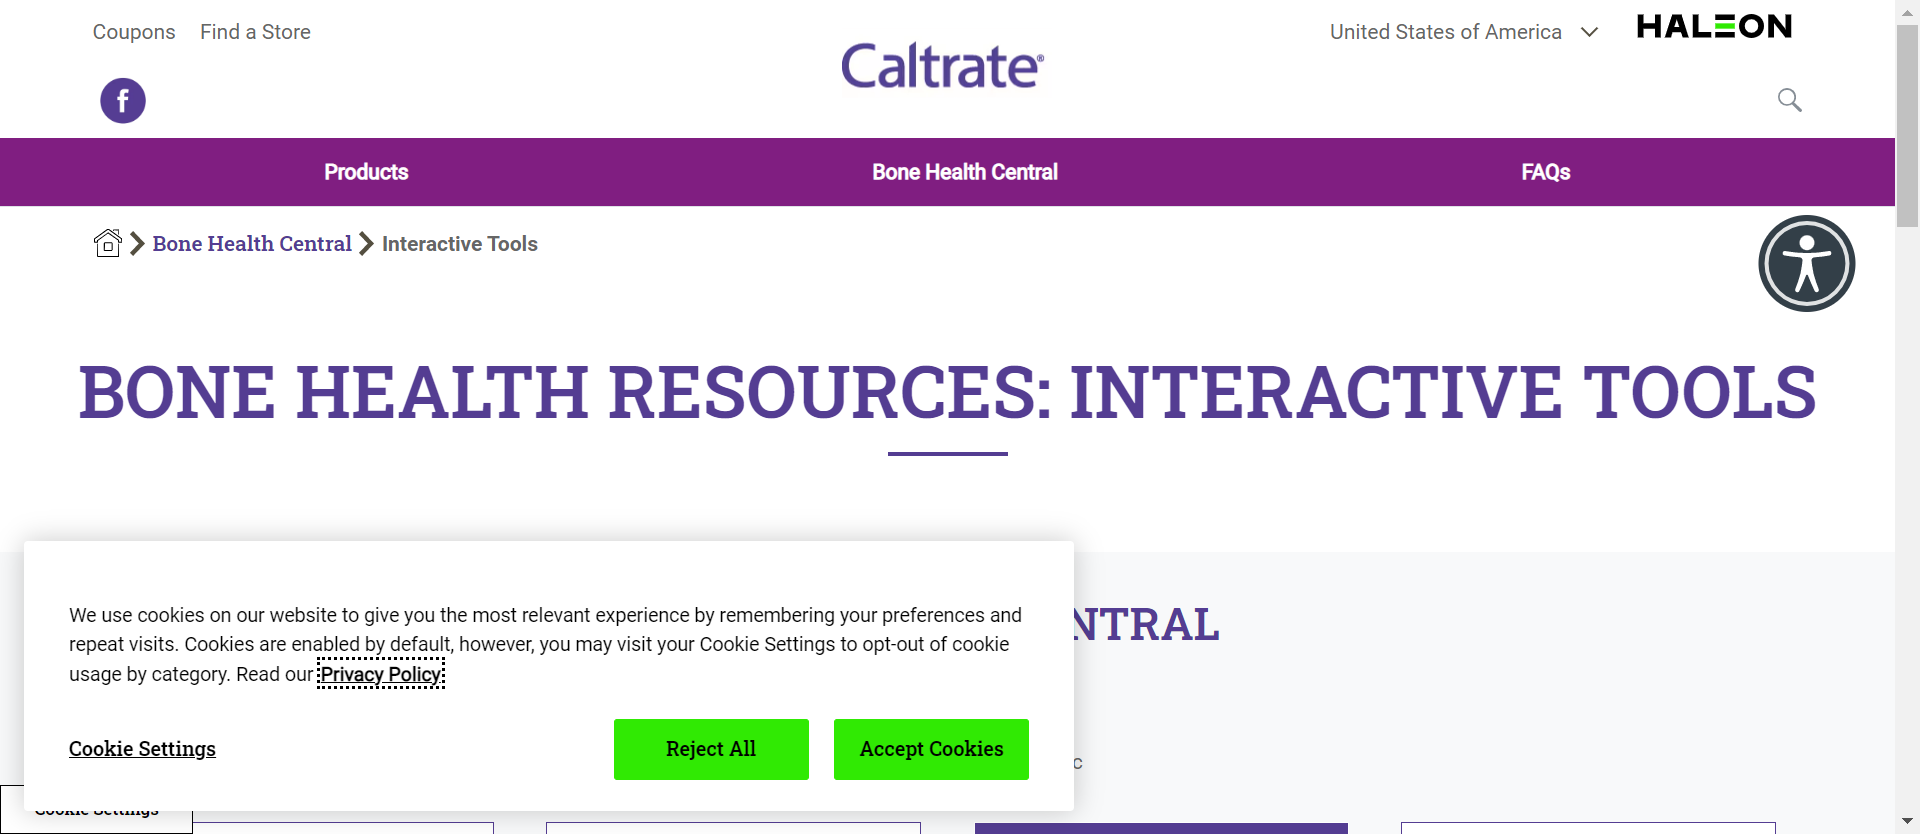 Coupons Find a Store
United States of America
HALEON
Caltrate®
f
Products Bone Health Central FAQs
Bone Health Central Interactive Tools
BONE HEALTH RESOURCES: INTERACTIVE TOOLS
NTRAL
We use cookies on our website to give you the most relevant experience by remembering your preferences and
repeat visits. Cookies are enabled by default, however, you may visit your Cookie Settings to opt-out of cookie
usage by category. Read our Privacy Policy
Cookie Settings Reject All Accept Cookies
c
Cookie Settings